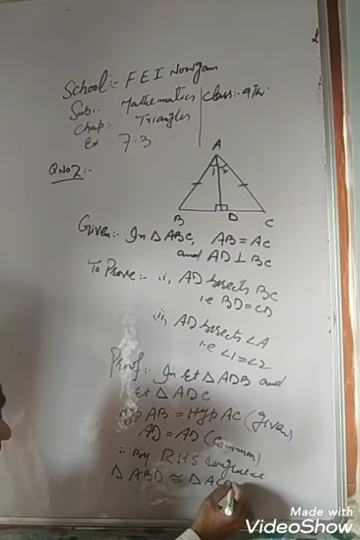 School:- F E I Nowgam
Sub:- Mathematics | Class:- 9th
Chap:- Triangles
Ex 7.3
QNO2:-
A
1 2
B D C
Given:- In △ABC, AB = AC
and AD ⊥ BC
To Prove:- i, AD bisects BC
i.e BD = CD
ii, AD bisects ∠A
i.e ∠1 = ∠2
Proof:- In rt △ ADB and
rt △ ADC
Hyp AB = Hyp AC (given)
AD = AD (common)
∴ By RHS congruence
△ ABD ≅ △ ACD
Made with
VideoShow